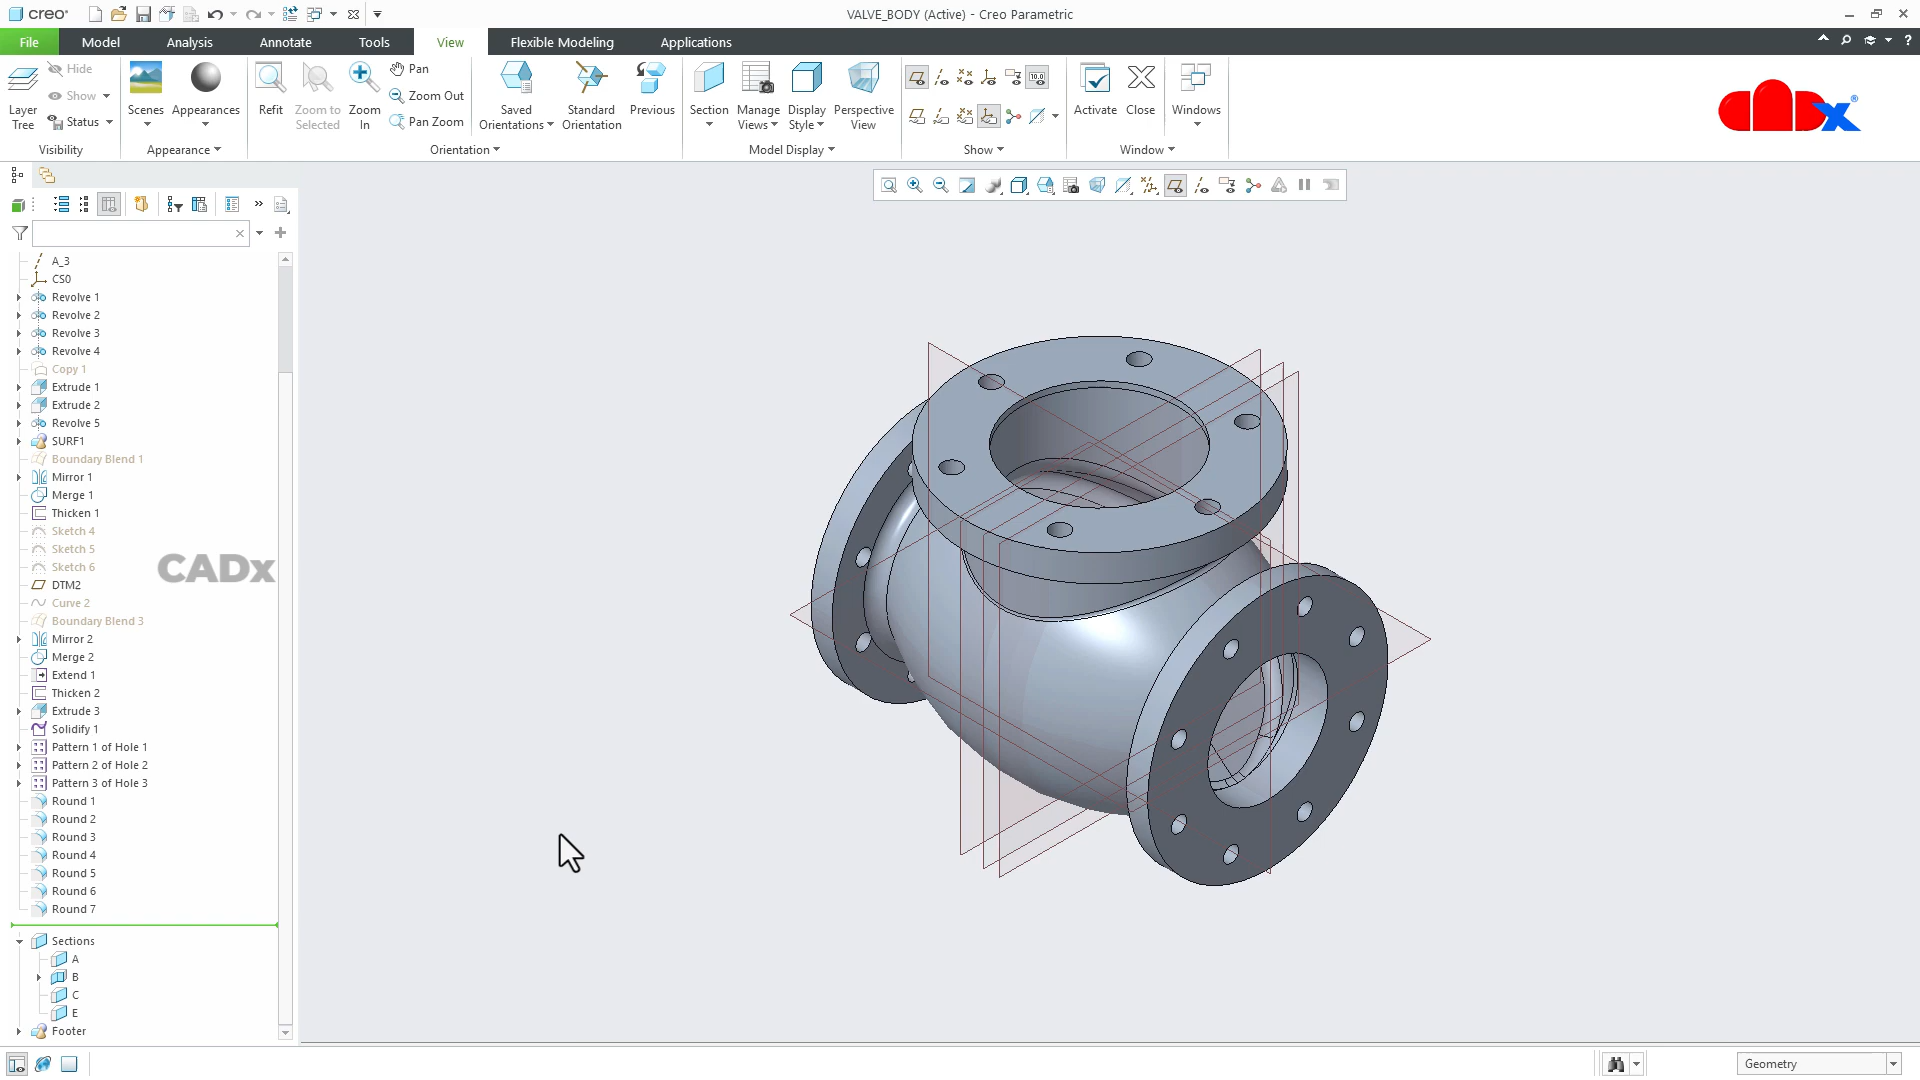 creo
VALVE_BODY (Active) - Creo Parametric
File
Model
Analysis
Annotate
Tools
View
Flexible Modeling
Applications
Layer Tree
Hide
Show
Status
Visibility
Scenes
Appearances
Appearance
Refit
Zoom to Selected
Zoom In
Pan
Zoom Out
Pan Zoom
Saved Orientations
Standard Orientation
Previous
Orientation
Section
Manage Views
Display Style
Perspective View
Model Display
10.0
Show
Activate
Close
Windows
Window
CADx®
A_3
CS0
Revolve 1
Revolve 2
Revolve 3
Revolve 4
Copy 1
Extrude 1
Extrude 2
Revolve 5
SURF1
Boundary Blend 1
Mirror 1
Merge 1
Thicken 1
Sketch 4
Sketch 5
Sketch 6
CADx
DTM2
Curve 2
Boundary Blend 3
Mirror 2
Merge 2
Extend 1
Thicken 2
Extrude 3
Solidify 1
Pattern 1 of Hole 1
Pattern 2 of Hole 2
Pattern 3 of Hole 3
Round 1
Round 2
Round 3
Round 4
Round 5
Round 6
Round 7
Sections
A
B
C
E
Footer
Geometry